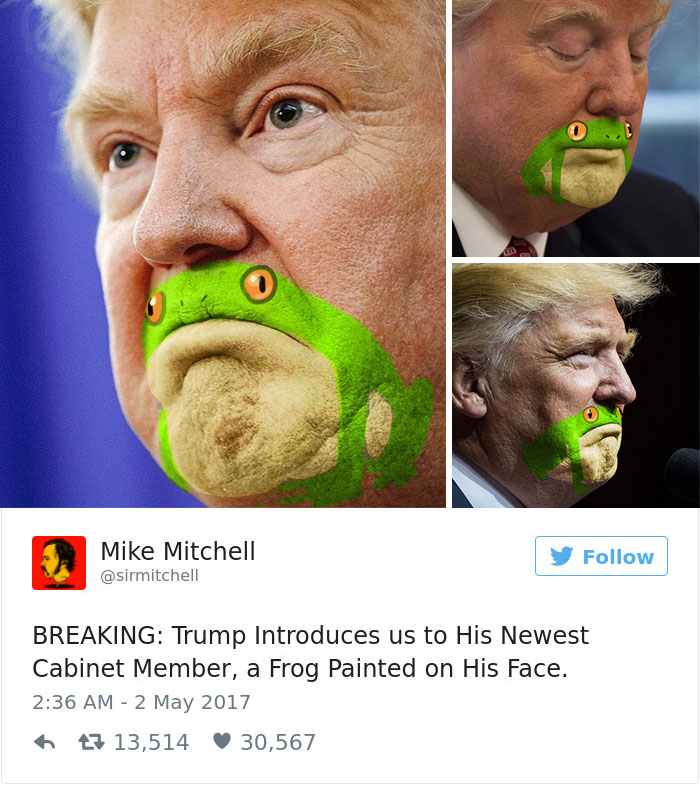 Mike Mitchell
@sirmitchell
Follow
BREAKING: Trump Introduces us to His Newest
Cabinet Member, a Frog Painted on His Face.
2:36 AM - 2 May 2017
13,514 30,567